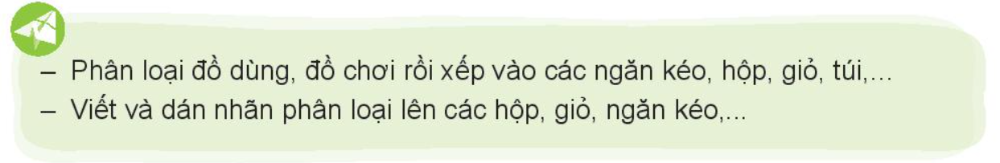 – Phân loại đồ dùng, đồ chơi rồi xếp vào các ngăn kéo, hộp, giỏ, túi,...
– Viết và dán nhãn phân loại lên các hộp, giỏ, ngăn kéo,...